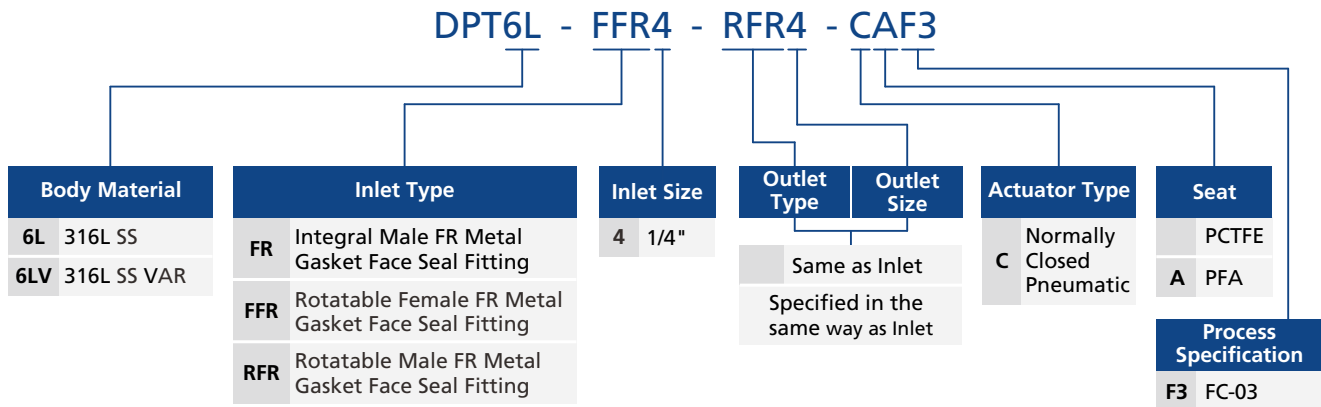 DPT6L - FFR4 - RFR4 - CAF3
Body Material
6L 316L SS
6LV 316L SS VAR
Inlet Type
FR Integral Male FR Metal
Gasket Face Seal Fitting
FFR Rotatable Female FR Metal
Gasket Face Seal Fitting
RFR Rotatable Male FR Metal
Gasket Face Seal Fitting
Inlet Size
4 1/4"
Outlet
Type
Outlet
Size
Same as Inlet
Specified in the
same way as Inlet
Actuator Type
C Normally
Closed
Pneumatic
Seat
PCTFE
A PFA
Process
Specification
F3 FC-03